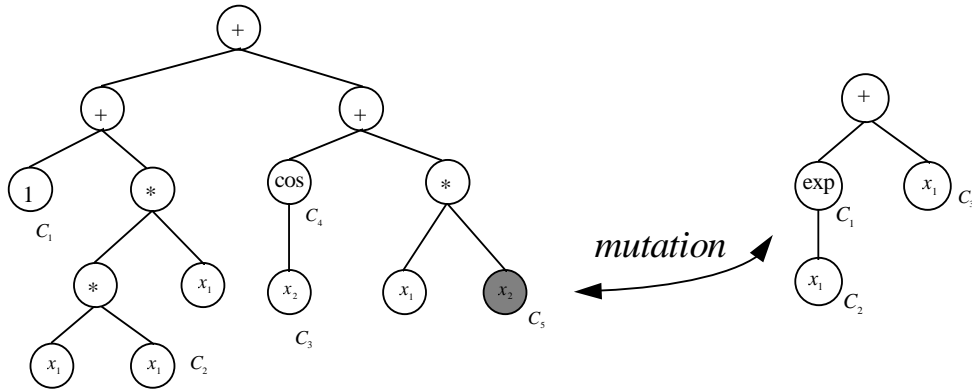 +
+ + +
1 * cos * exp x₁
C₁ C₄ C₁ C₃
mutation
* x₁ x₂ x₁ x₂ x₁
C₃ C₅ C₂
x₁ x₁ C₂